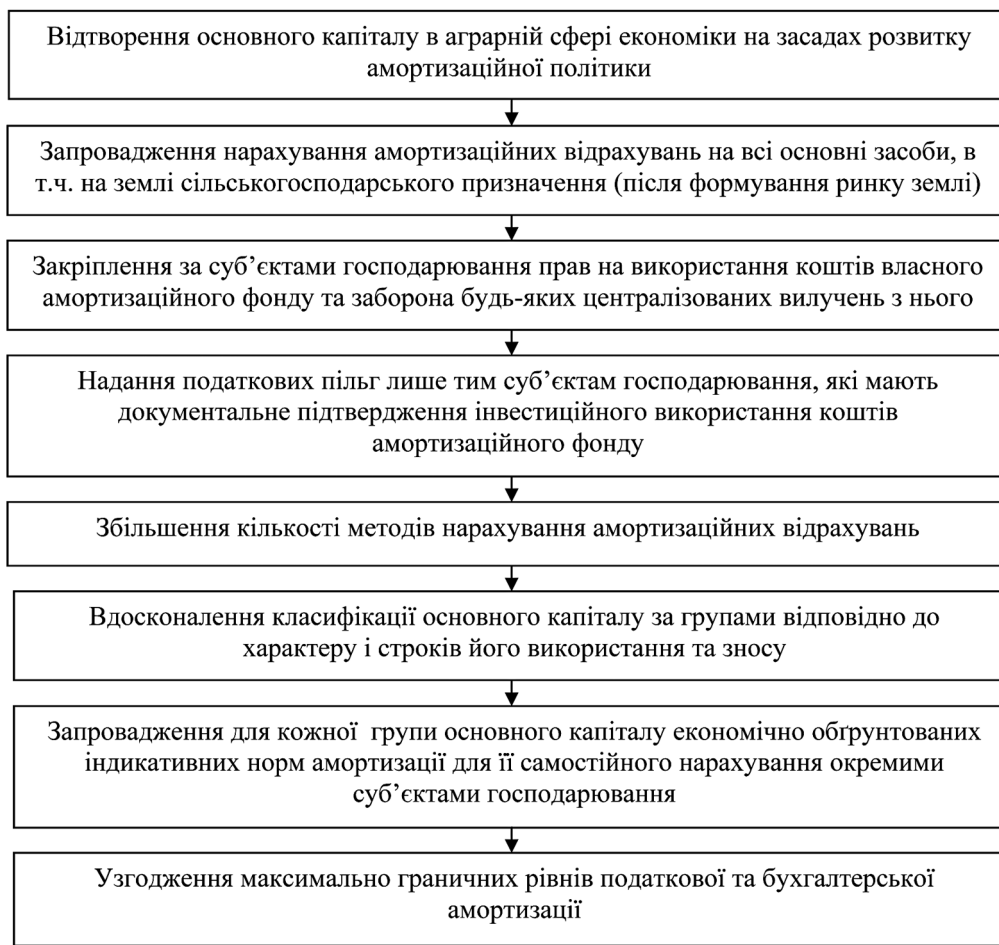 Відтворення основного капіталу в аграрній сфері економіки на засадах розвитку
амортизаційної політики
Запровадження нарахування амортизаційних відрахувань на всі основні засоби, в
т.ч. на землі сільськогосподарського призначення (після формування ринку землі)
Закріплення за суб’єктами господарювання прав на використання коштів власного
амортизаційного фонду та заборона будь-яких централізованих вилучень з нього
Надання податкових пільг лише тим суб’єктам господарювання, які мають
документальне підтвердження інвестиційного використання коштів
амортизаційного фонду
Збільшення кількості методів нарахування амортизаційних відрахувань
Вдосконалення класифікації основного капіталу за групами відповідно до
характеру і строків його використання та зносу
Запровадження для кожної групи основного капіталу економічно обґрунтованих
індикативних норм амортизації для її самостійного нарахування окремими
суб’єктами господарювання
Узгодження максимально граничних рівнів податкової та бухгалтерської
амортизації